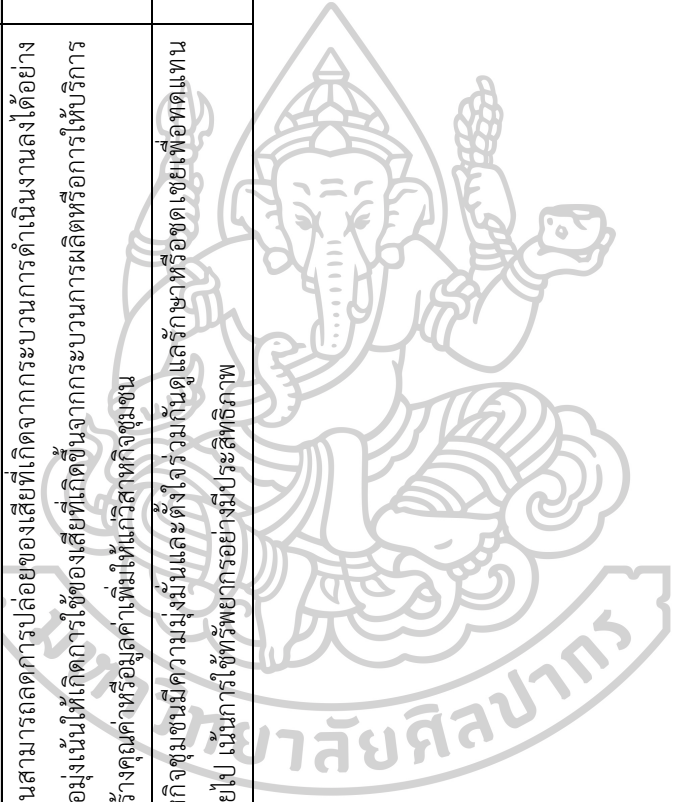 นสามารถลดการปล่อยของเสียที่เกิดจากกระบวนการดำเนินงานลงได้อย่าง
อมุ่งเน้นให้เกิดการใช้ของเสียที่เกิดขึ้นจากกระบวนการผลิตหรือการให้บริการ
ร้างคุณค่าหรือมูลค่าเพิ่มให้แก่วิสาหกิจชุมชน
กิจชุมชนมีความมุ่งมั่นและตั้งใจร่วมกันดูแลรักษาหรือชดเชยเพื่อทดแทน
ยไป เน้นการใช้ทรัพยากรอย่างมีประสิทธิภาพ
มหาวิทยาลัยศิลปากร